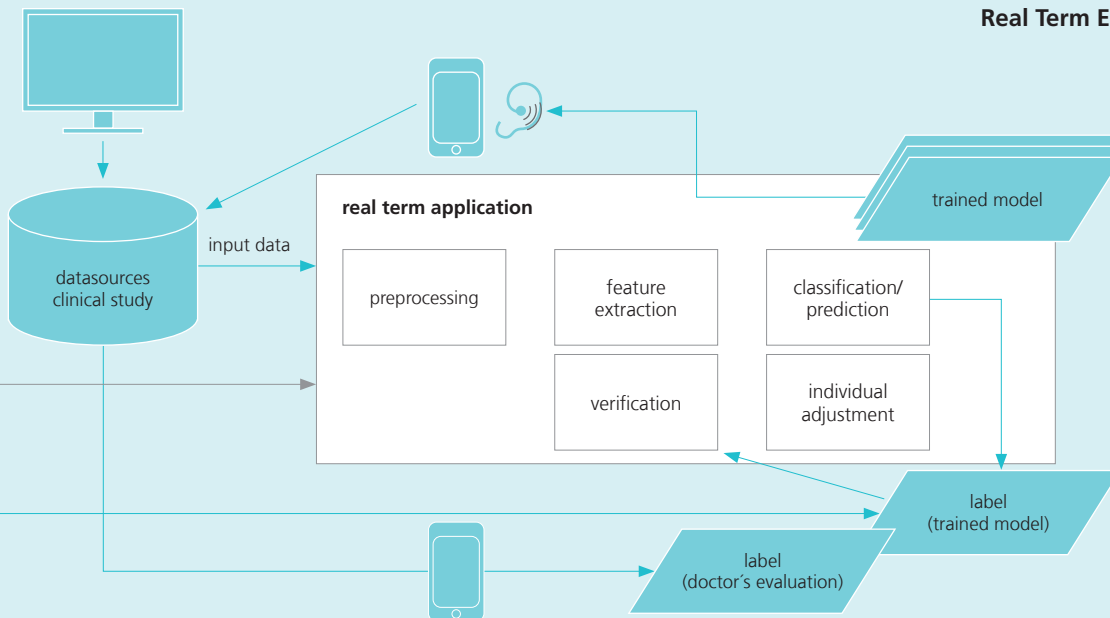 Real Term E
trained model
real term application
input data
datasources
clinical study
preprocessing
feature
extraction
classification/
prediction
verification
individual
adjustment
label
(trained model)
label
(doctor´s evaluation)